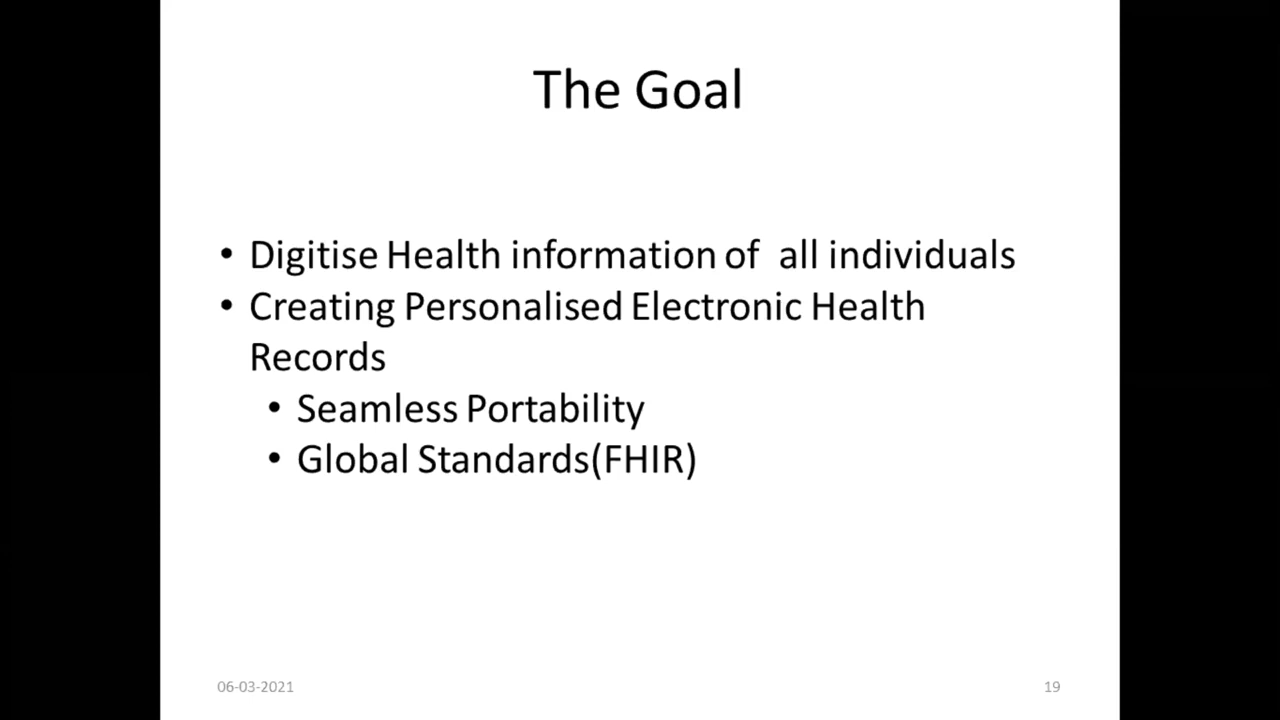 The Goal
• Digitise Health information of all individuals
• Creating Personalised Electronic Health
Records
• Seamless Portability
• Global Standards(FHIR)
06-03-2021
19